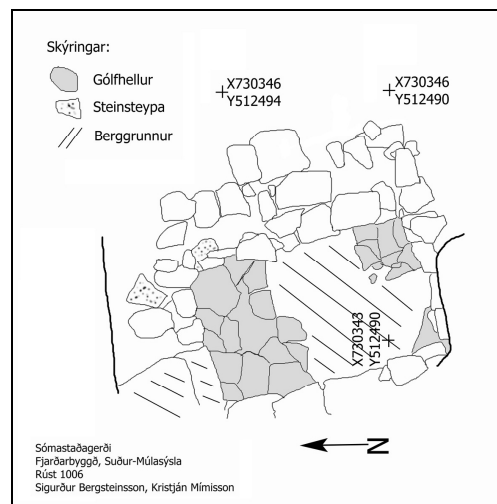 Skýringar:
Gólfhellur
Steinsteypa
Berggrunnur
X730346
Y512494
X730346
Y512490
X730343
Y512490
N
Sómastaðagerði
Fjarðarbyggð, Suður-Múlasýsla
Rúst 1006
Sigurður Bergsteinsson, Kristján Mímisson